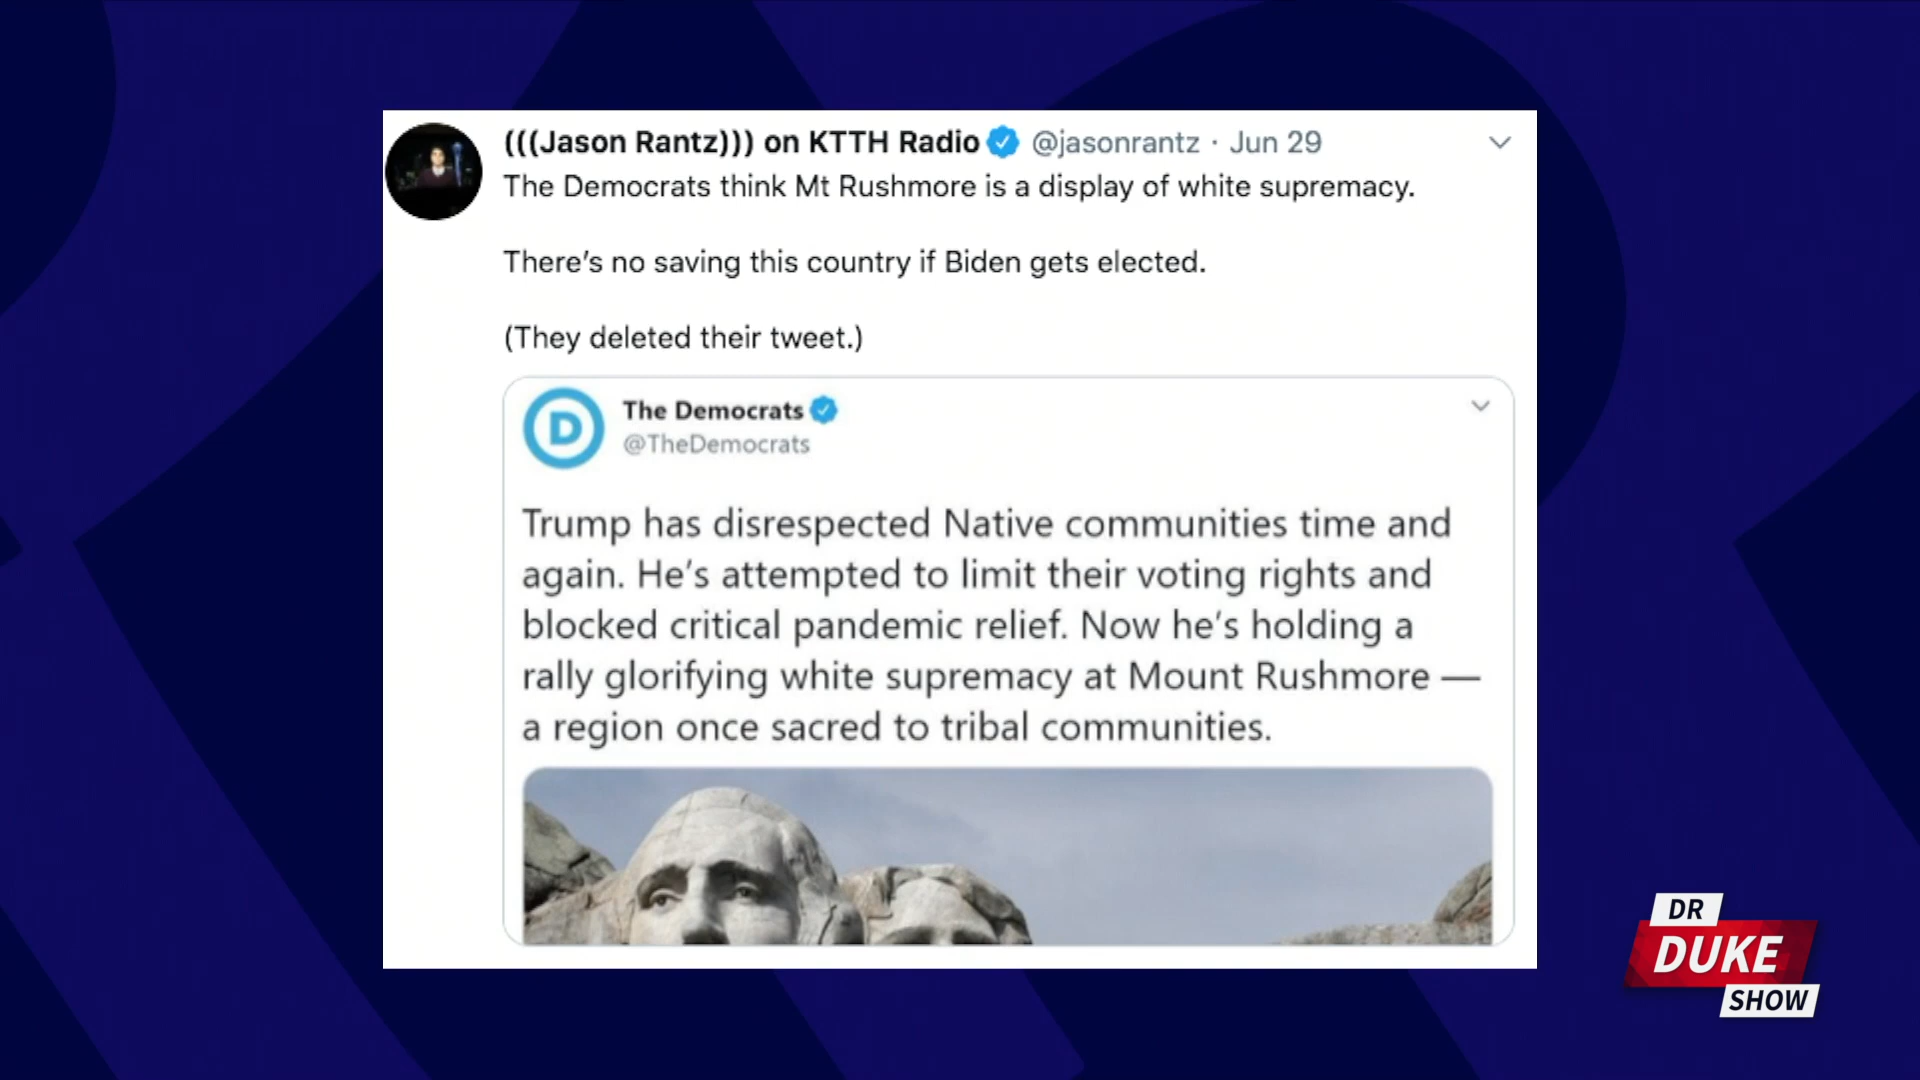 (((Jason Rantz))) on KTTH Radio @jasonrantz · Jun 29
The Democrats think Mt Rushmore is a display of white supremacy.
There's no saving this country if Biden gets elected.
(They deleted their tweet.)
The Democrats
@TheDemocrats
Trump has disrespected Native communities time and
again. He's attempted to limit their voting rights and
blocked critical pandemic relief. Now he's holding a
rally glorifying white supremacy at Mount Rushmore —
a region once sacred to tribal communities.
DR
DUKE
SHOW